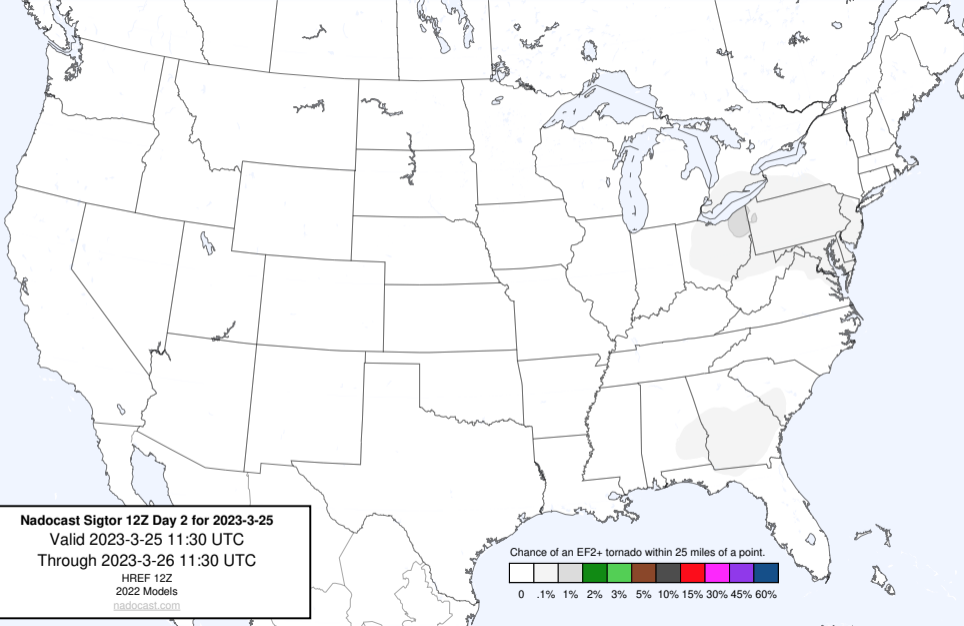 Nadocast Sigtor 12Z Day 2 for 2023-3-25
Valid 2023-3-25 11:30 UTC
Through 2023-3-26 11:30 UTC
HREF 12Z
2022 Models
nadocast.com
Chance of an EF2+ tornado within 25 miles of a point.
0 .1% 1% 2% 3% 5% 10% 15% 30% 45% 60%